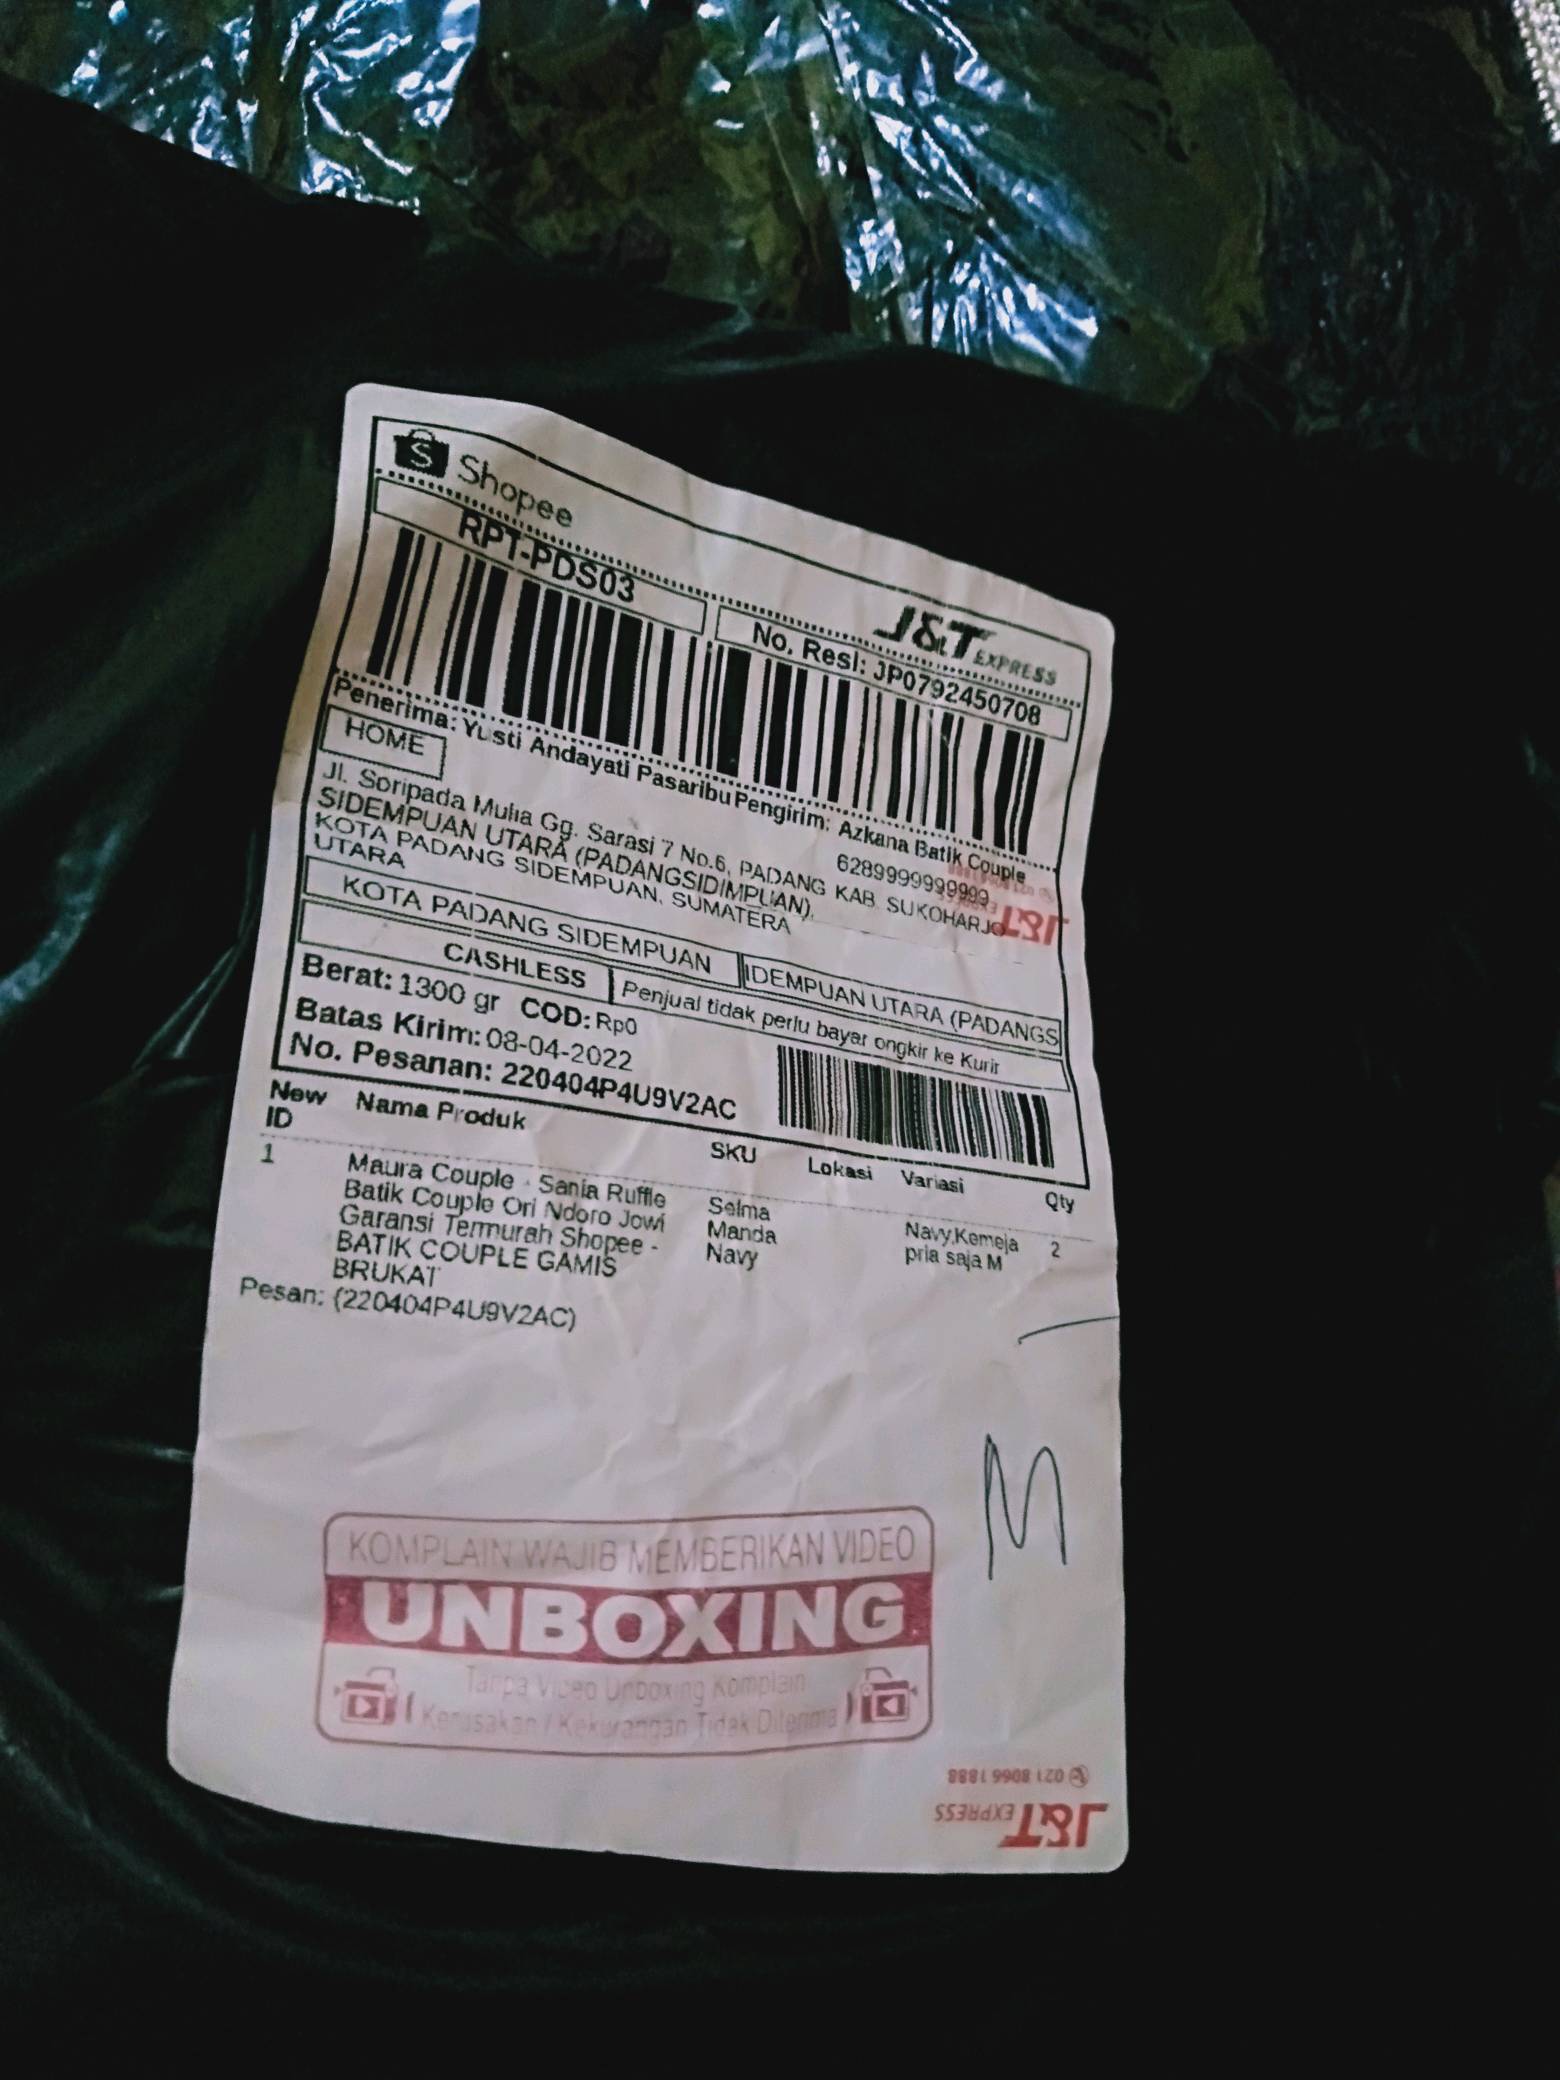 Shopee
J&T EXPRESS
RPT-PDS03
No. Resi: JP0792450708
Penerima: Yusti Andayati Pasaribu
Pengirim: Azkana Batik Couple
HOME
6289999999999
KAB. SUKOHARJO
Jl. Soripada Mulia Gg. Sarasi 7 No.6, PADANG
SIDEMPUAN UTARA (PADANGSIDIMPUAN),
KOTA PADANG SIDEMPUAN, SUMATERA
UTARA
J&T
KOTA PADANG SIDEMPUAN
IDEMPUAN UTARA (PADANGS
CASHLESS
Penjual tidak perlu bayar ongkir ke Kurir
Berat: 1300 gr COD: Rp0
Batas Kirim: 08-04-2022
No. Pesanan: 220404P4U9V2AC
New ID Nama Produk SKU Lokasi Variasi Qty
1 Maura Couple - Sania Ruffle Selma Navy,Kemeja 2
Batik Couple Ori Ndoro Jowi Manda pria saja M
Garansi Termurah Shopee - Navy
BATIK COUPLE GAMIS
BRUKAT
Pesan: (220404P4U9V2AC)
M
KOMPLAIN WAJIB MEMBERIKAN VIDEO
UNBOXING
Tanpa Video Unboxing Komplain
Kerusakan / Kekurangan Tidak Diterima
021 8066 1888
J&T EXPRESS